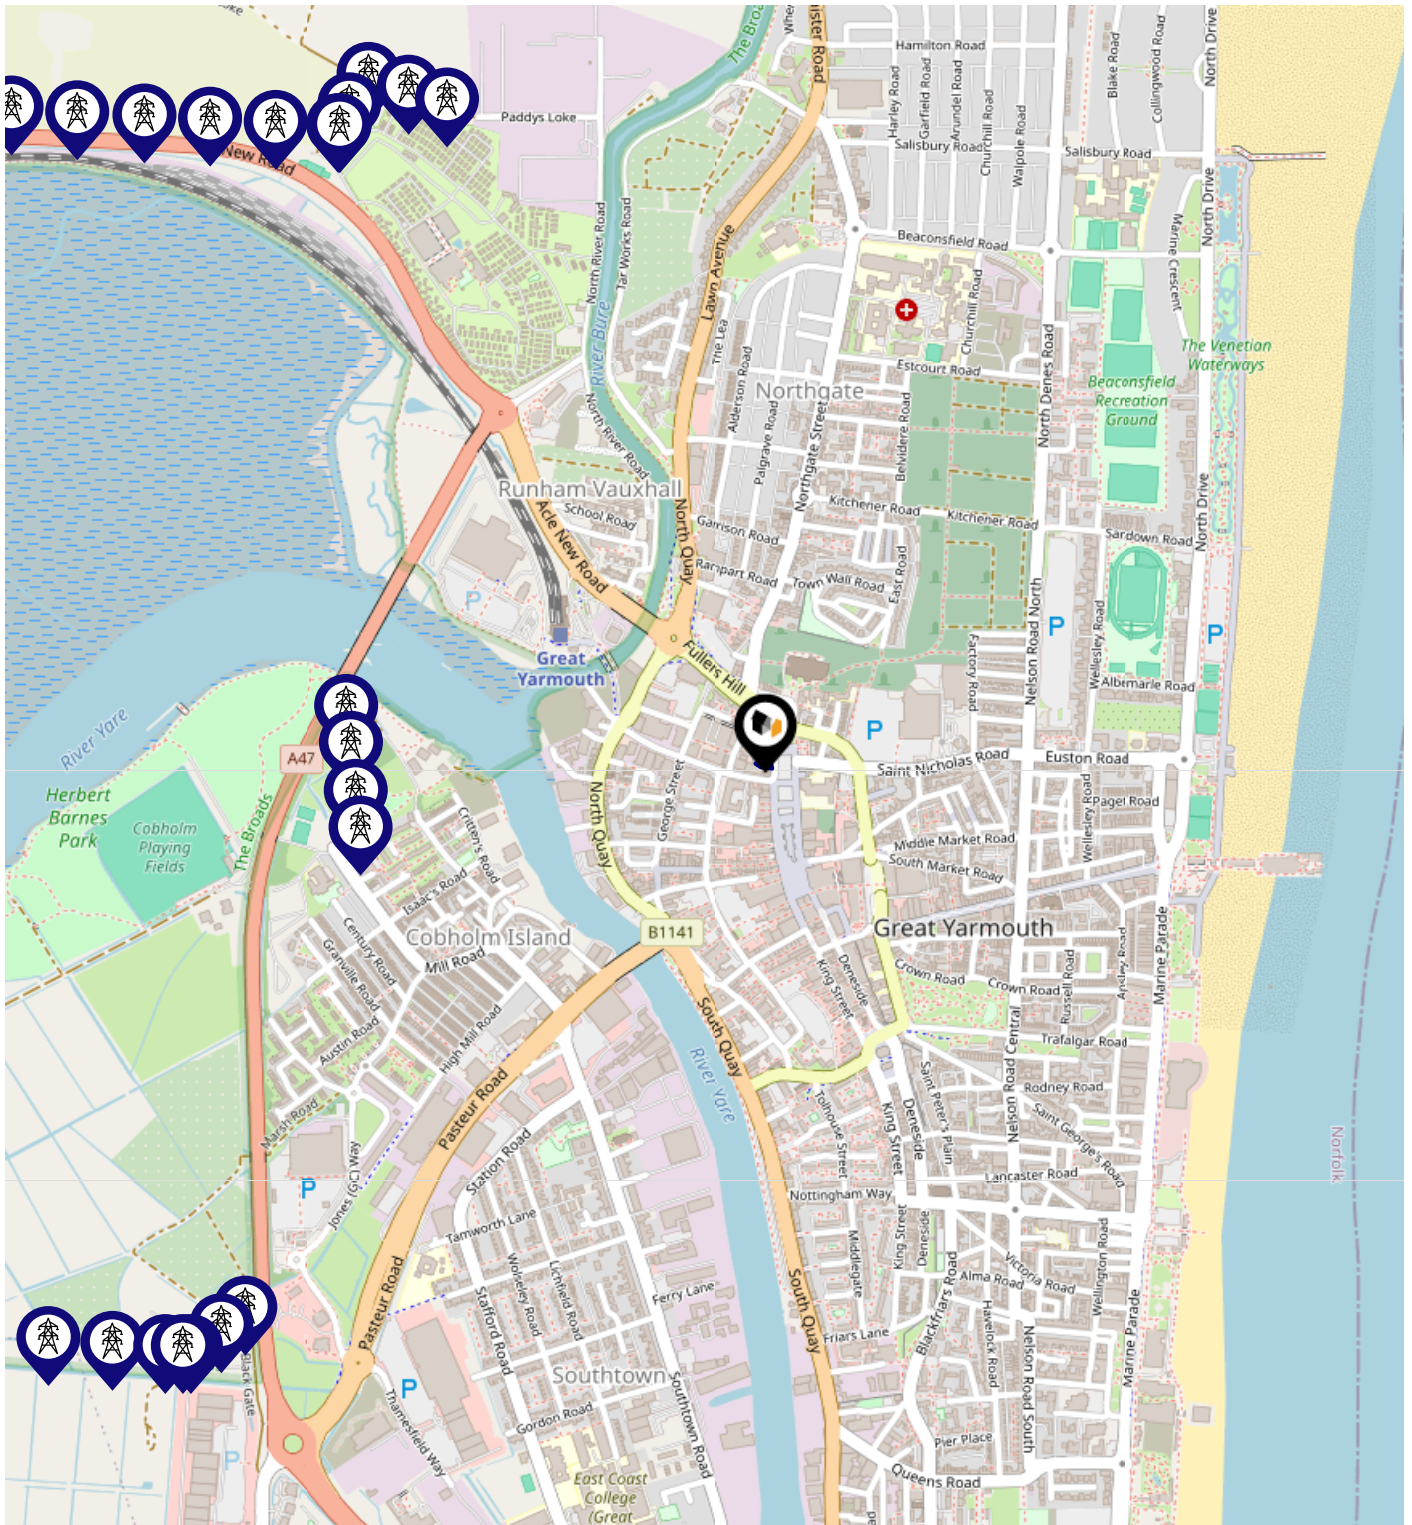 The Broads
Hamilton Road
Blake Road
Collingwood Road
North Drive
Harley Road
Garfield Road
Arundel Road
Churchill Road
Walpole Road
Paddys Loke
Salisbury Road
Salisbury Road
New Road
North River Road
Tar Works Road
Lawn Avenue
Beaconsfield Road
Marine Crescent
North Drive
River Bure
The Lea
Churchill Road
Estcourt Road
The Venetian
Waterways
Alderson Road
Northgate
North Denes Road
Beaconsfield
Recreation
Ground
North River Road
Palgrave Road
Northgate Street
Belvidere Road
Runham Vauxhall
School Road
North Quay
Garrison Road
Kitchener Road
Kitchener Road
Sardown Road
North Drive
Acle New Road
Rampart Road
Town Wall Road
East Road
P
P
P
Great
Yarmouth
Fullers Hill
Factory Road
Nelson Road North
Wellesley Road
Albemarle Road
River Yare
A47
P
Saint Nicholas Road
Euston Road
Herbert
Barnes
Park
Cobholm
Playing
Fields
The Broads
North Quay
George Street
Critten's Road
Middle Market Road
South Market Road
Wellesley Road
Pagel Road
Isaac's Road
Century Road
Granville Road
Cobholm Island
Mill Road
B1141
Great Yarmouth
King Street
Deneside
Crown Road
Crown Road
Russell Road
Apsley Road
Marine Parade
Austin Road
High Mill Road
South Quay
River Yare
Nelson Road Central
Trafalgar Road
Marsh Road
Pasteur Road
Station Road
Tolhouse Street
King Street
Deneside
Saint Peter's Plain
Rodney Road
Saint George's Road
Norfolk
P
Jones (GC) Way
Lancaster Road
Nottingham Way
Tamworth Lane
Wolseley Road
Lichfield Road
Middlegate
King Street
Deneside
Victoria Road
Alma Road
Wellington Road
Ferry Lane
Pasteur Road
Stafford Road
South Quay
Friars Lane
Blackfriars Road
Havelock Road
Nelson Road South
Marine Parade
Black Gate
P
Southtown
Southtown Road
Thamesfield Way
Gordon Road
Pier Place
P
East Coast
College
(Great
Queens Road